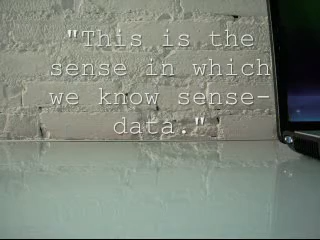 "This is the
sense in which
we know sense-
data."